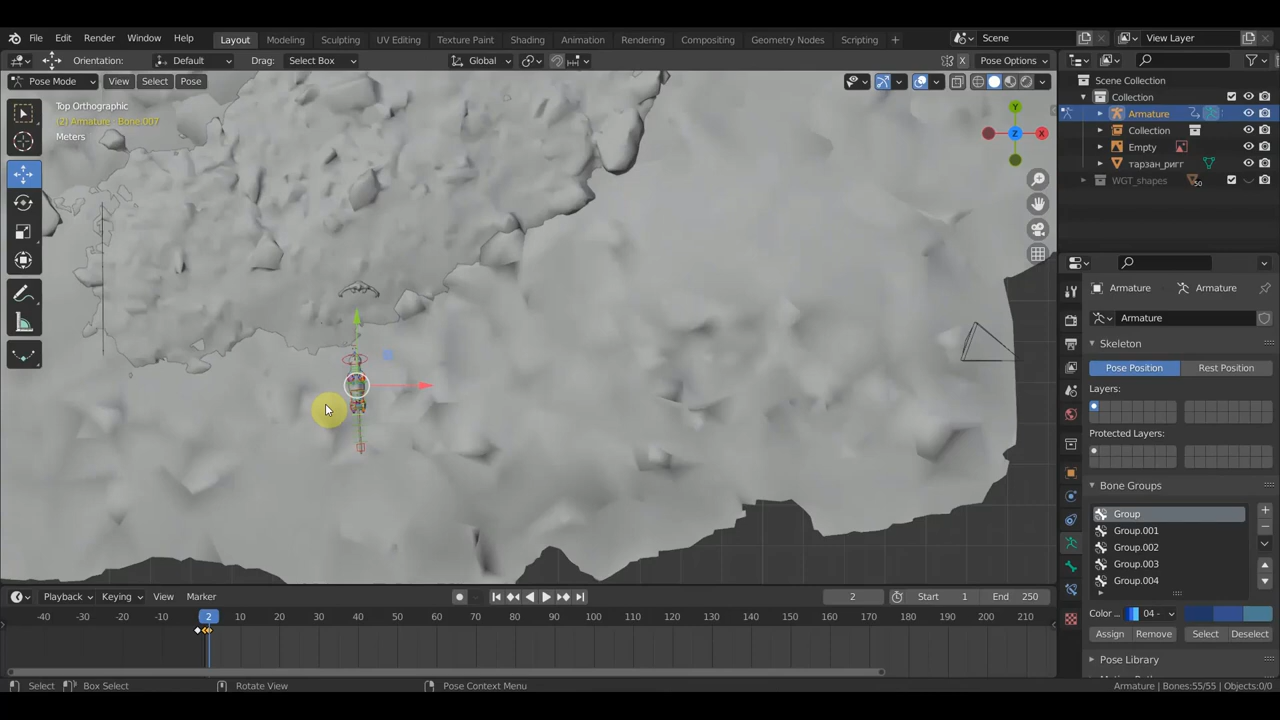 File Edit Render Window Help Layout Modeling Sculpting UV Editing Texture Paint Shading Animation Rendering Compositing Geometry Nodes Scripting + Scene View Layer
Orientation: Default Drag: Select Box Global Pose Options
Pose Mode View Select Pose
Top Orthographic
(2) Armature : Bone.007
Meters
Y
X
Z
Scene Collection
Collection
Armature
Collection
Empty
тарзан_ригг
WGT_shapes 50
Armature Armature
Armature
Skeleton
Pose Position Rest Position
Layers:
Protected Layers:
Bone Groups
Group
Group.001
Group.002
Group.003
Group.004
Color ... 04 -
Assign Remove Select Deselect
Pose Library
Playback Keying View Marker 2 Start 1 End 250
-40 -30 -20 -10 2 10 20 30 40 50 60 70 80 90 100 110 120 130 140 150 160 170 180 190 200 210
Select Box Select Rotate View Pose Context Menu Armature | Bones:55/55 | Objects:0/0